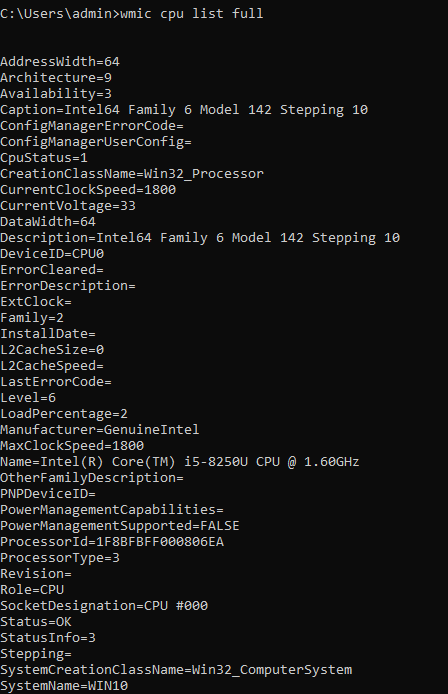 C:\Users\admin>wmic cpu list full
AddressWidth=64
Architecture=9
Availability=3
Caption=Intel64 Family 6 Model 142 Stepping 10
ConfigManagerErrorCode=
ConfigManagerUserConfig=
CpuStatus=1
CreationClassName=Win32_Processor
CurrentClockSpeed=1800
CurrentVoltage=33
DataWidth=64
Description=Intel64 Family 6 Model 142 Stepping 10
DeviceID=CPU0
ErrorCleared=
ErrorDescription=
ExtClock=
Family=2
InstallDate=
L2CacheSize=0
L2CacheSpeed=
LastErrorCode=
Level=6
LoadPercentage=2
Manufacturer=GenuineIntel
MaxClockSpeed=1800
Name=Intel(R) Core(TM) i5-8250U CPU @ 1.60GHz
OtherFamilyDescription=
PNPDeviceID=
PowerManagementCapabilities=
PowerManagementSupported=FALSE
ProcessorId=1F8BFBFF000806EA
ProcessorType=3
Revision=
Role=CPU
SocketDesignation=CPU #000
Status=OK
StatusInfo=3
Stepping=
SystemCreationClassName=Win32_ComputerSystem
SystemName=WIN10